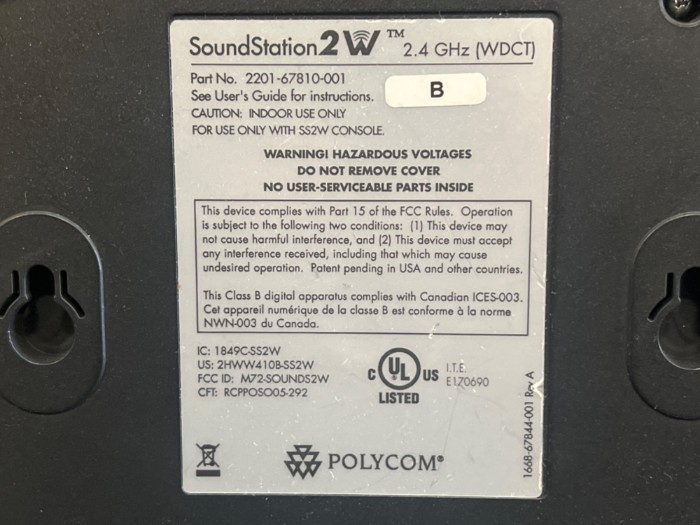 SoundStation2W™ 2.4 GHz (WDCT)
Part No. 2201-67810-001
See User's Guide for instructions.
B
CAUTION: INDOOR USE ONLY
FOR USE ONLY WITH SS2W CONSOLE.
WARNING! HAZARDOUS VOLTAGES
DO NOT REMOVE COVER
NO USER-SERVICEABLE PARTS INSIDE
This device complies with Part 15 of the FCC Rules. Operation
is subject to the following two conditions: (1) This device may
not cause harmful interference, and (2) This device must accept
any interference received, including that which may cause
undesired operation. Patent pending in USA and other countries.
This Class B digital apparatus complies with Canadian ICES-003.
Cet appareil numérique de la classe B est conforme à la norme
NWN-003 du Canada.
IC: 1849C-SS2W
US: 2HWW410B-SS2W
FCC ID: M72-SOUNDS2W
CFT: RCPPOSO05-292
C UL US
LISTED
I.T.E.
E170690
POLYCOM®
1668-67844-001 Rev A